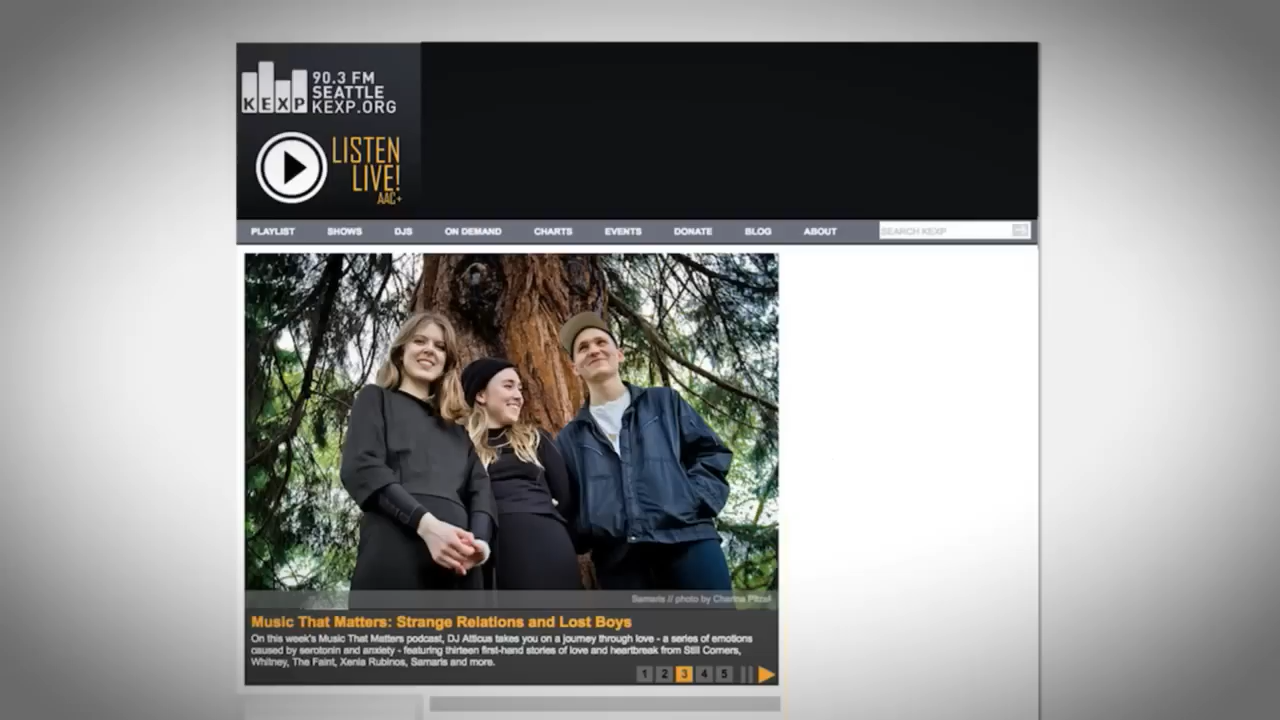 KEXP
90.3 FM
SEATTLE
KEXP.ORG
LISTEN
LIVE!
AAC+
PLAYLIST SHOWS DJS ON DEMAND CHARTS EVENTS DONATE BLOG ABOUT SEARCH KEXP
Samaris // photo by
Music That Matters: Strange Relations and Lost Boys
On this week's Music That Matters podcast, DJ Atticus takes you on a journey through love - a series of emotions
caused by serotonin and anxiety - featuring thirteen first-hand stories of love and heartbreak from Still Corners,
Whitney, The Faint, Xenia Rubinos, Samaris and more.
1 2 3 4 5